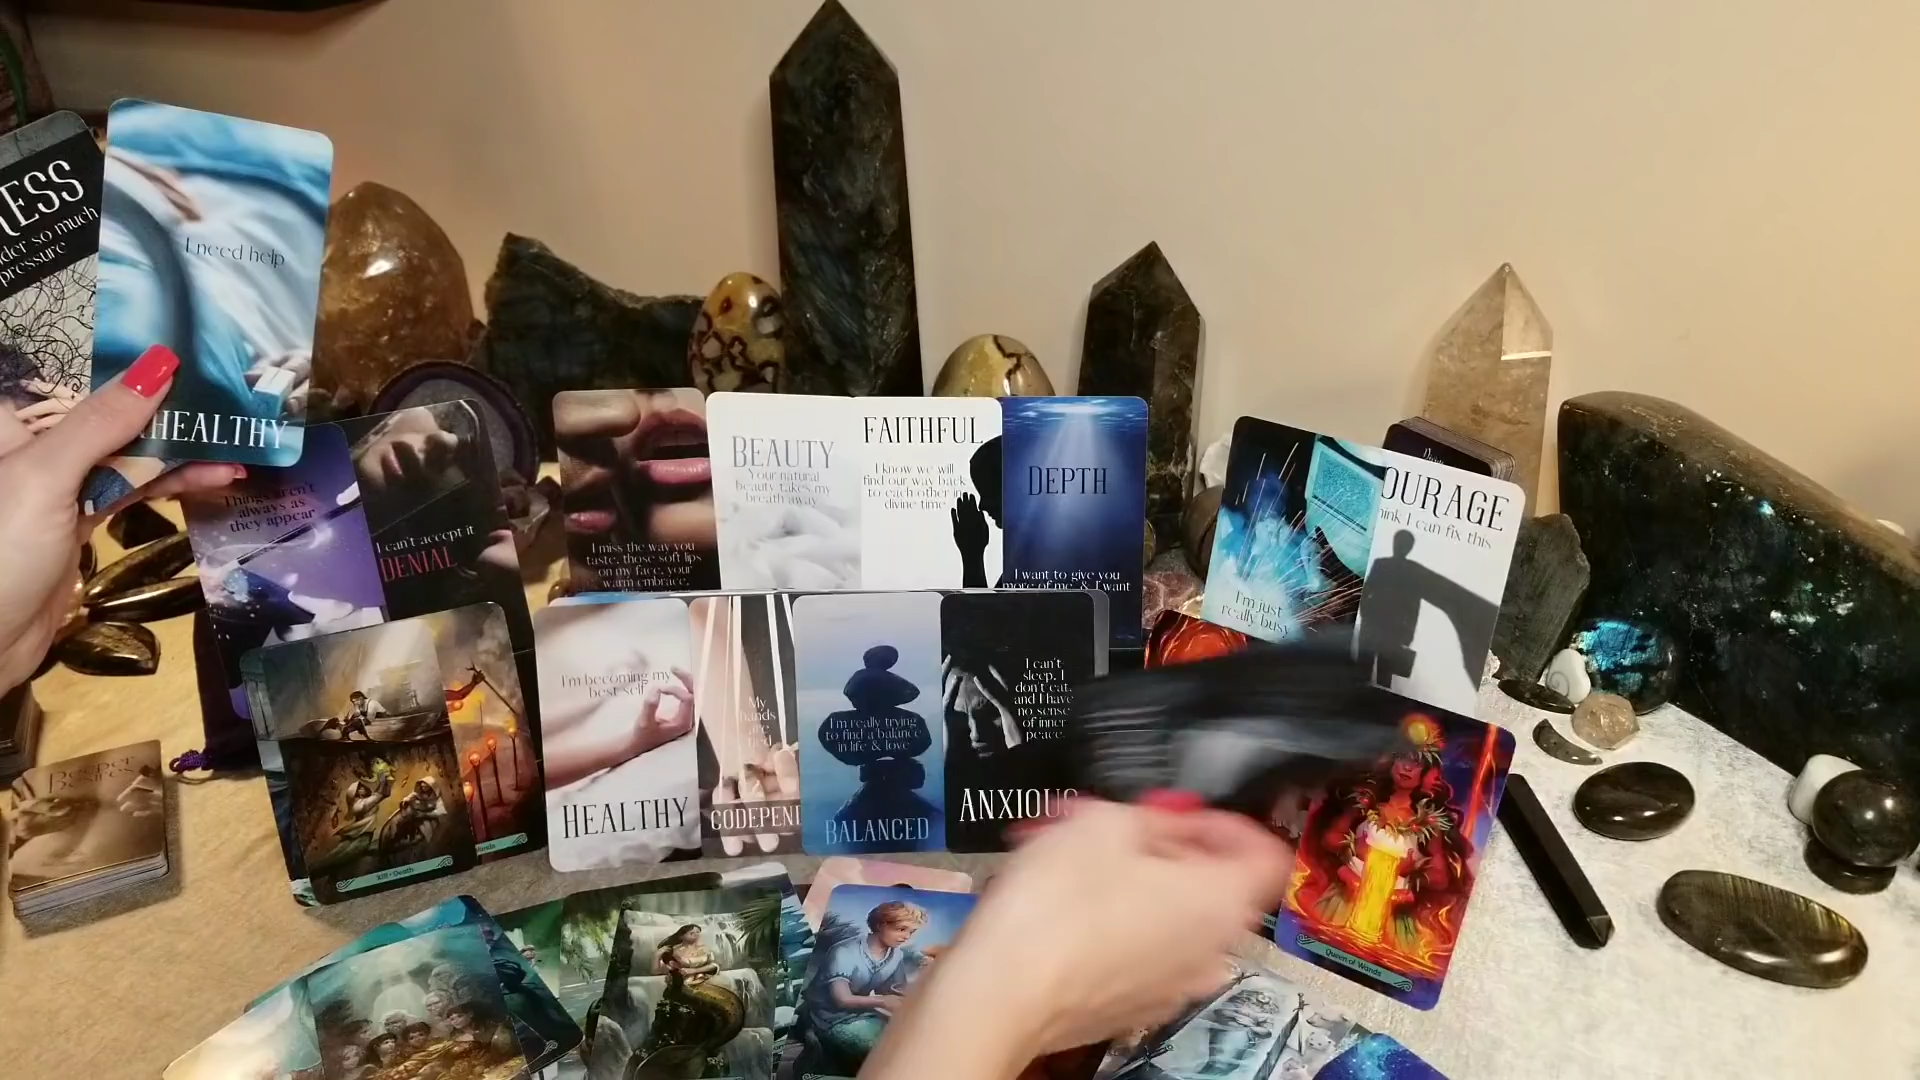 so much
pressure
I need help
HEALTHY
Things aren't
always as
they appear
I can't accept it
DENIAL
I miss the way you
taste, those soft lips
on my face, your
warm embrace,
BEAUTY
Your natural
beauty takes my
breath away
FAITHFUL
I know we will
find our way back
to each other in
divine time
DEPTH
I want to give you
more of me, & I want
I'm just
really busy
OURAGE
think I can fix this
I'm becoming my
best self
HEALTHY
My
hands
are
tied
CODEPEN
I'm really trying
to find a balance
in life & love
BALANCED
I can't
sleep, I
don't eat,
and I have
no sense
of inner
peace.
ANXIOUS
Deeper
XIII • Death
Wands
Queen of Wands